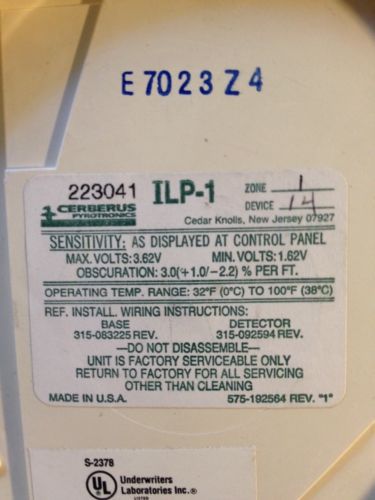 E7023Z4
223041 ILP-1 ZONE 1
CERBERUS DEVICE 14
PYROTRONICS Cedar Knolls, New Jersey 07927
SENSITIVITY: AS DISPLAYED AT CONTROL PANEL
MAX. VOLTS: 3.62V MIN. VOLTS: 1.62V
OBSCURATION: 3.0(+1.0/-2.2) % PER FT.
OPERATING TEMP. RANGE: 32°F (0°C) TO 100°F (38°C)
REF. INSTALL. WIRING INSTRUCTIONS:
BASE DETECTOR
315-083225 REV. 315-092594 REV.
—DO NOT DISASSEMBLE—
UNIT IS FACTORY SERVICEABLE ONLY
RETURN TO FACTORY FOR ALL SERVICING
OTHER THAN CLEANING
MADE IN U.S.A. 575-192564 REV. "1"
S-2378
UL Underwriters
Laboratories Inc.®
LISTED